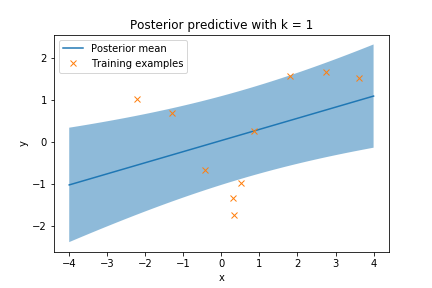 Posterior predictive with k = 1
Posterior mean
Training examples
2
1
0
−1
−2
y
−4 −3 −2 −1 0 1 2 3 4
x